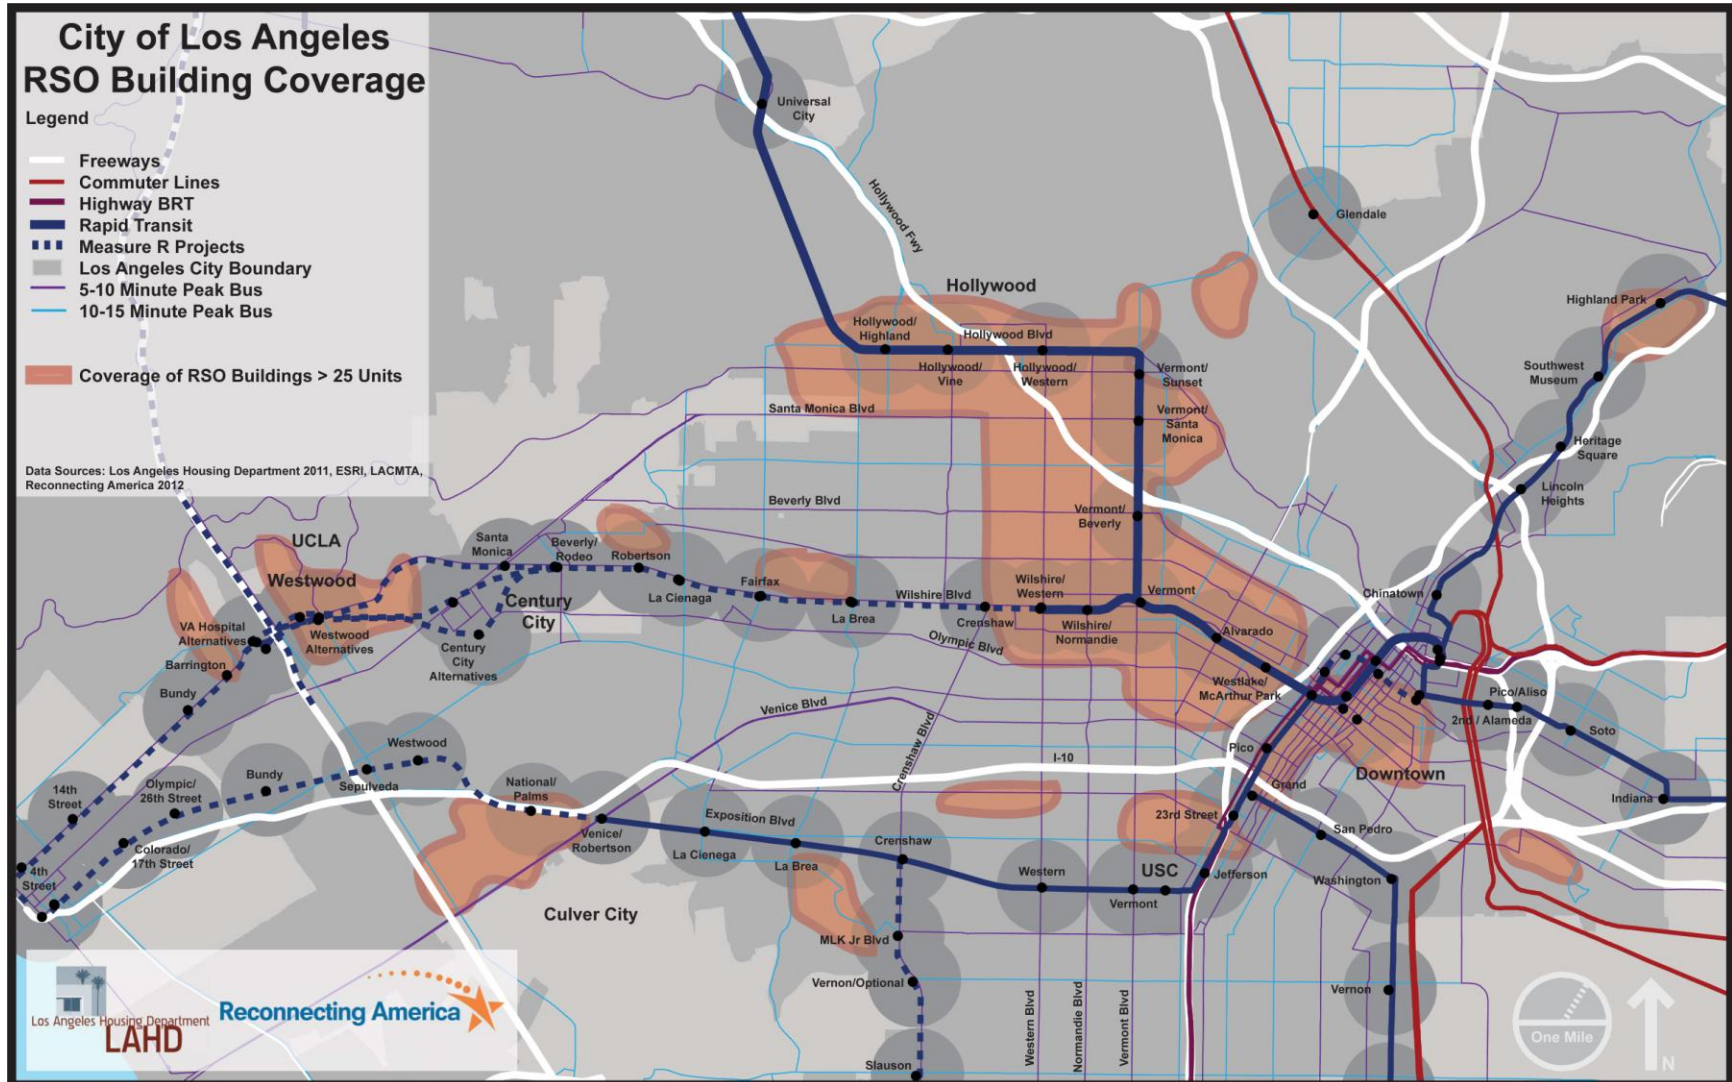 City of Los Angeles
RSO Building Coverage
Legend
Freeways
Commuter Lines
Highway BRT
Rapid Transit
Measure R Projects
Los Angeles City Boundary
5-10 Minute Peak Bus
10-15 Minute Peak Bus
Coverage of RSO Buildings > 25 Units
Data Sources: Los Angeles Housing Department 2011, ESRI, LACMTA,
Reconnecting America 2012
Universal
City
Hollywood Fwy
Glendale
Hollywood
Highland Park
Hollywood/
Highland
Hollywood Blvd
Hollywood/
Vine
Hollywood/
Western
Vermont/
Sunset
Southwest
Museum
Santa Monica Blvd
Vermont/
Santa
Monica
Heritage
Square
Lincoln
Heights
Beverly Blvd
Vermont/
Beverly
UCLA
Westwood
Santa
Monica
Beverly/
Rodeo
Robertson
La Cienaga
Fairfax
La Brea
Wilshire Blvd
Crenshaw
Wilshire/
Western
Wilshire/
Normandie
Vermont
Chinatown
Century
City
Century
City
Alternatives
VA Hospital
Alternatives
Westwood
Alternatives
Barrington
Bundy
Olympic Blvd
Alvarado
Westlake/
McArthur Park
Pico/Aliso
2nd / Alameda
Soto
Indiana
Venice Blvd
Crenshaw Blvd
I-10
Pico
Downtown
Grand
Westwood
Sepulveda
Bundy
Olympic/
26th Street
14th
Street
Colorado/
17th Street
4th
Street
National/
Palms
Venice/
Robertson
Exposition Blvd
La Cienega
La Brea
Crenshaw
23rd Street
San Pedro
Western
USC
Vermont
Jefferson
Washington
Culver City
MLK Jr Blvd
Vernon/Optional
Slauson
Western Blvd
Normandie Blvd
Vermont Blvd
Vernon
Los Angeles Housing Department
LAHD
Reconnecting America
One Mile
N